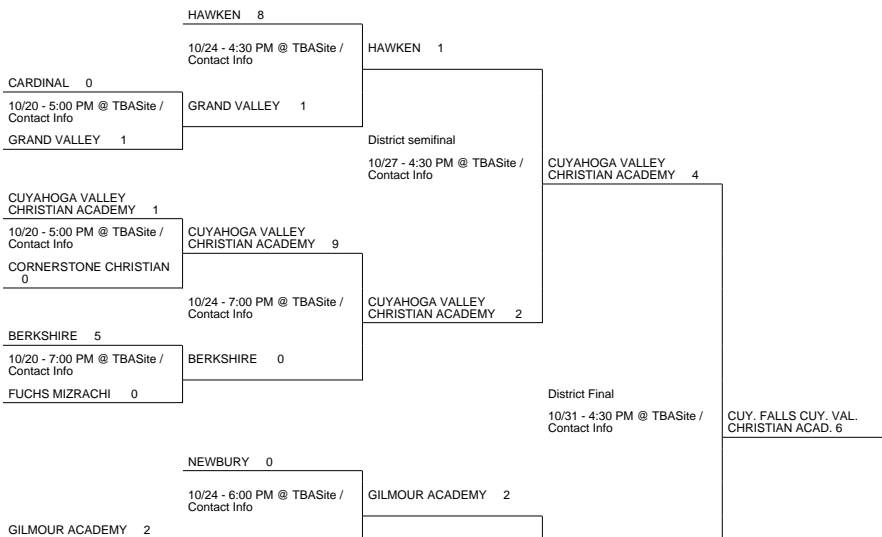 HAWKEN 8
10/24 - 4:30 PM @ TBASite /
Contact Info
HAWKEN 1
CARDINAL 0
10/20 - 5:00 PM @ TBASite /
Contact Info
GRAND VALLEY 1
GRAND VALLEY 1
District semifinal
10/27 - 4:30 PM @ TBASite /
Contact Info
CUYAHOGA VALLEY
CHRISTIAN ACADEMY 4
CUYAHOGA VALLEY
CHRISTIAN ACADEMY 1
10/20 - 5:00 PM @ TBASite /
Contact Info
CUYAHOGA VALLEY
CHRISTIAN ACADEMY 9
CORNERSTONE CHRISTIAN
0
10/24 - 7:00 PM @ TBASite /
Contact Info
CUYAHOGA VALLEY
CHRISTIAN ACADEMY 2
BERKSHIRE 5
10/20 - 7:00 PM @ TBASite /
Contact Info
BERKSHIRE 0
FUCHS MIZRACHI 0
District Final
10/31 - 4:30 PM @ TBASite /
Contact Info
CUY. FALLS CUY. VAL.
CHRISTIAN ACAD. 6
NEWBURY 0
10/24 - 6:00 PM @ TBASite /
Contact Info
GILMOUR ACADEMY 2
GILMOUR ACADEMY 2